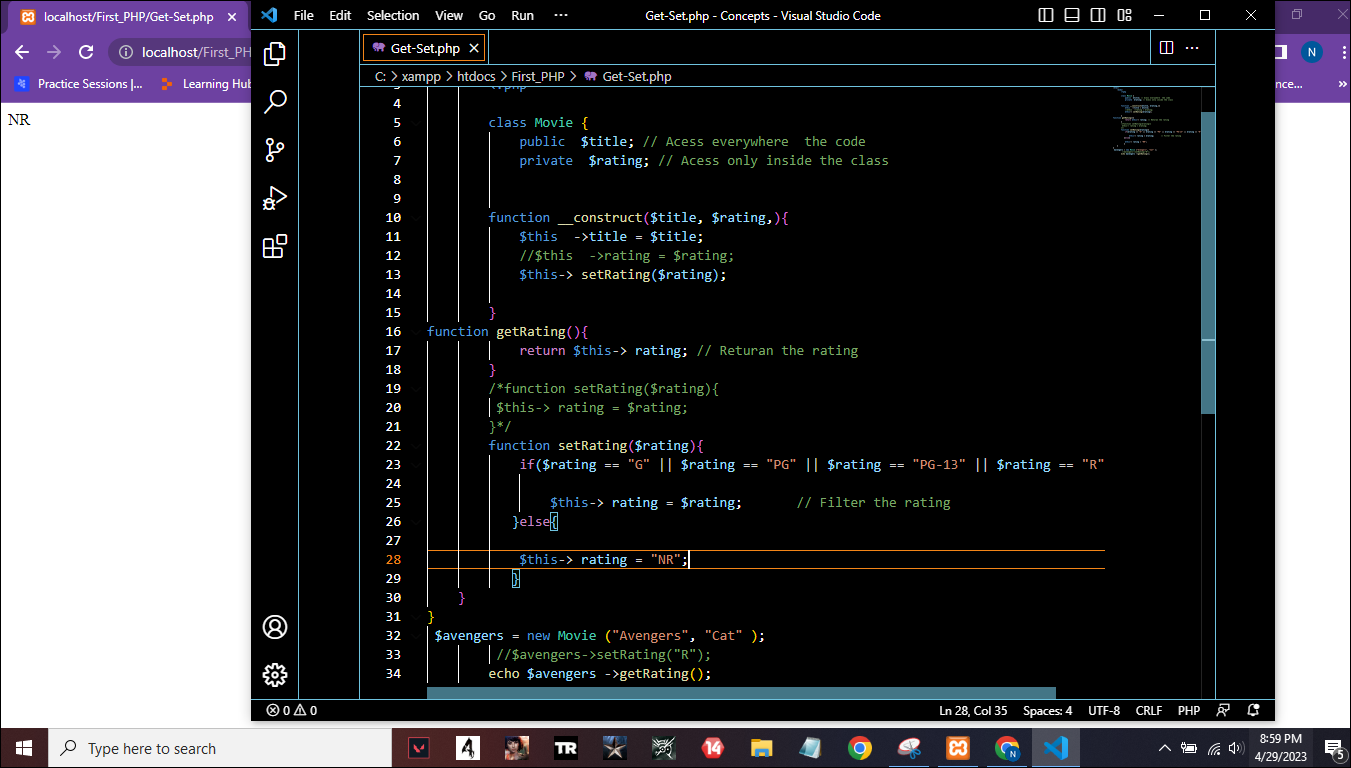 localhost/First_PHP/Get-Set.php
File Edit Selection View Go Run ···
Get-Set.php - Concepts - Visual Studio Code
localhost/First_PH
N
Get-Set.php
Practice Sessions |...
Learning Hub
nce...
»
C: > xampp > htdocs > First_PHP > Get-Set.php
NR
4
5 class Movie {
6 public $title; // Acess everywhere the code
7 private $rating; // Acess only inside the class
8
9
10 function __construct($title, $rating,){
11 $this ->title = $title;
12 //$this ->rating = $rating;
13 $this-> setRating($rating);
14
15 }
16 function getRating(){
17 return $this-> rating; // Returan the rating
18 }
19 /*function setRating($rating){
20 $this-> rating = $rating;
21 }*/
22 function setRating($rating){
23 if($rating == "G" || $rating == "PG" || $rating == "PG-13" || $rating == "R"
24
25 $this-> rating = $rating; // Filter the rating
26 }else{
27
28 $this-> rating = "NR";
29 }
30 }
31 }
32 $avengers = new Movie ("Avengers", "Cat" );
33 //$avengers->setRating("R");
34 echo $avengers ->getRating();
0 0
Ln 28, Col 35 Spaces: 4 UTF-8 CRLF PHP
Type here to search
4
TR
14
N
8:59 PM
4/29/2023
5